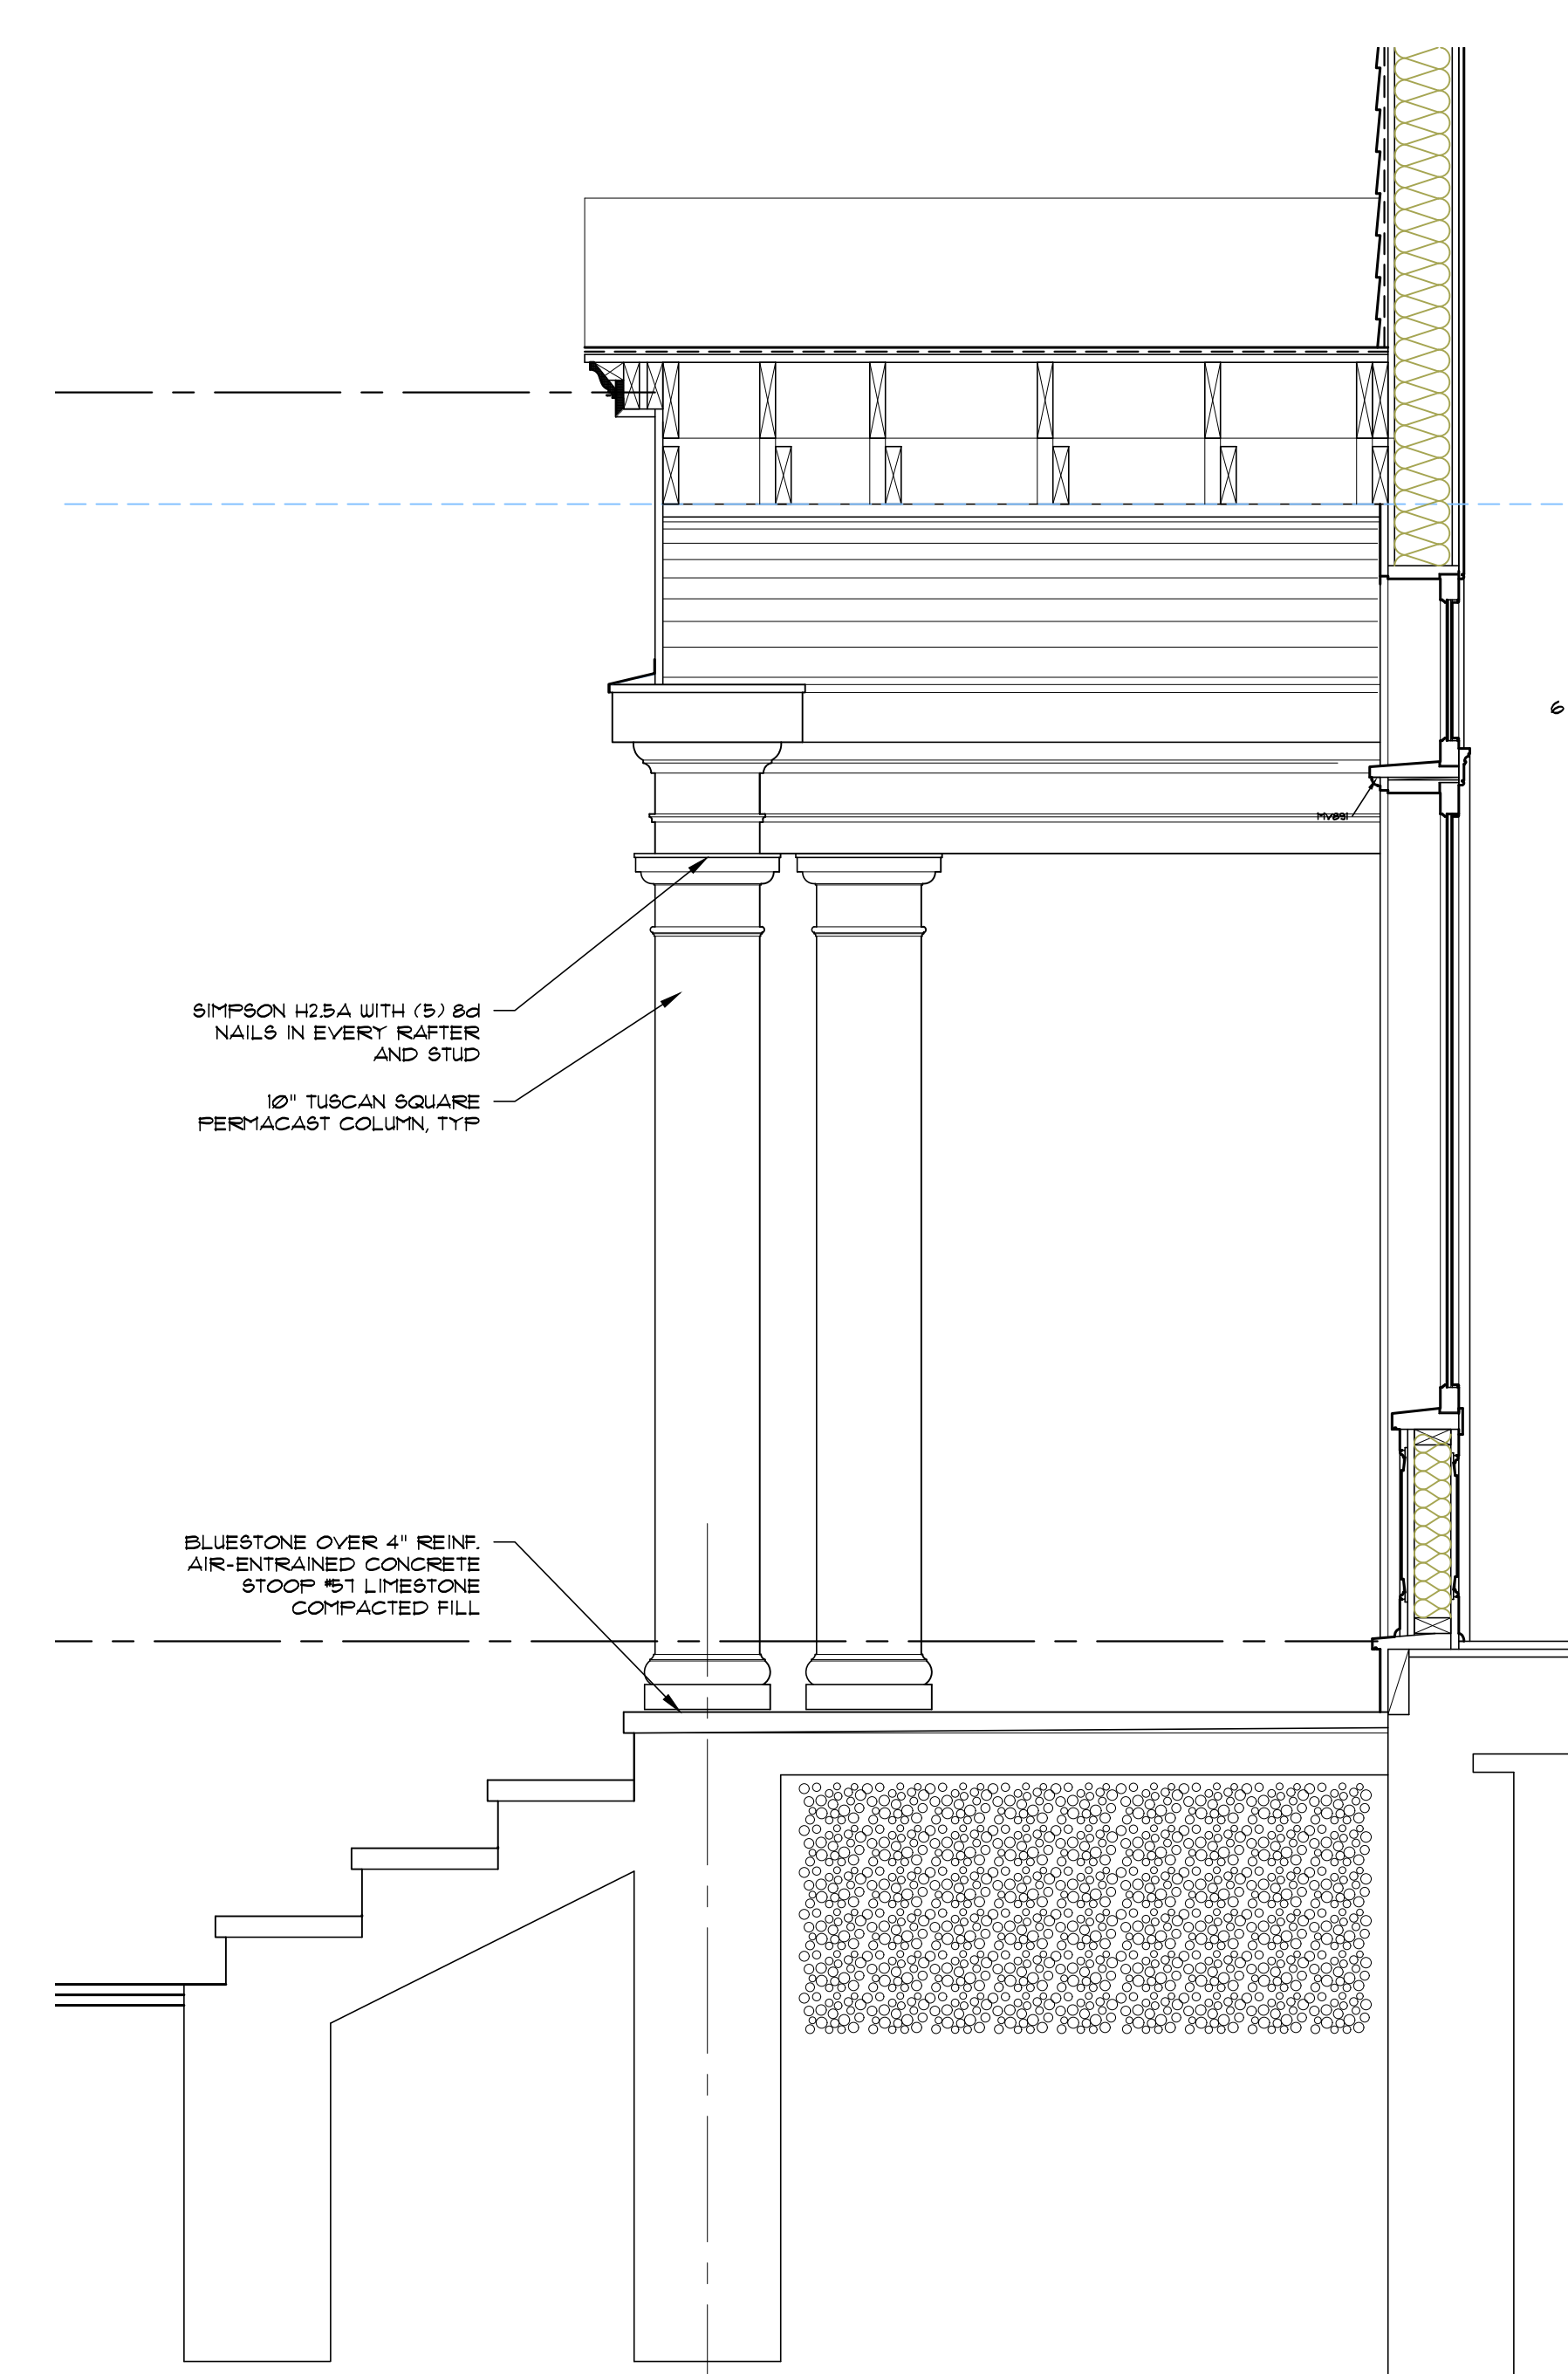 6
MV891
SIMPSON H2.5A WITH (5) 8d
NAILS IN EVERY RAFTER
AND STUD
10" TUSCAN SQUARE
PERMACAST COLUMN, TYP
BLUESTONE OVER 4" REINF.
AIR-ENTRAINED CONCRETE
STOOP #57 LIMESTONE
COMPACTED FILL